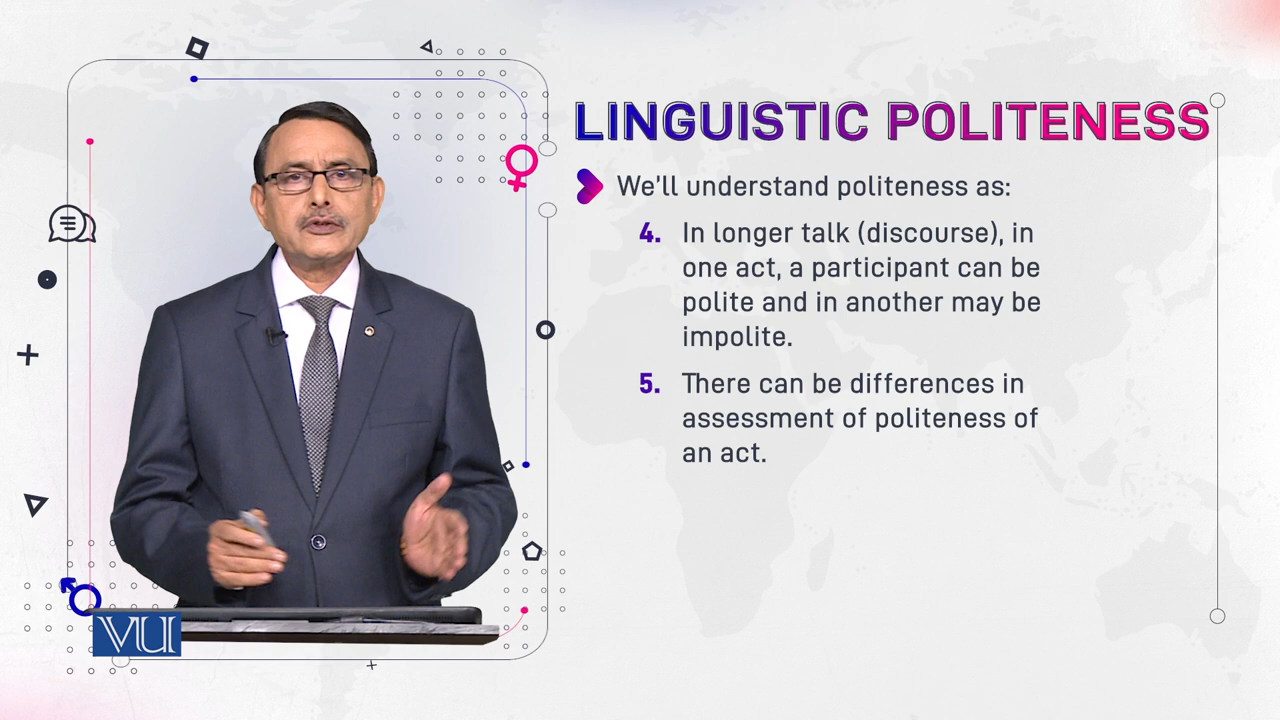 LINGUISTIC POLITENESS
We'll understand politeness as:
4. In longer talk (discourse), in
one act, a participant can be
polite and in another may be
impolite.
5. There can be differences in
assessment of politeness of
an act.
VU